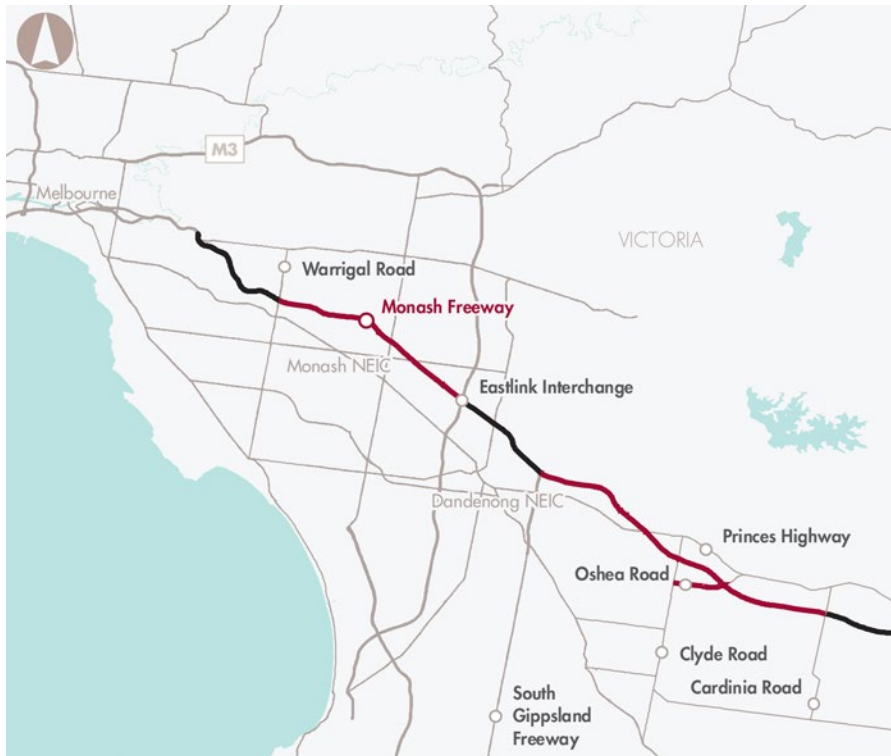 M3
Melbourne
VICTORIA
Warrigal Road
Monash Freeway
Monash NEIC
Eastlink Interchange
Dandenong NEIC
Princes Highway
Oshea Road
Clyde Road
Cardinia Road
South
Gippsland
Freeway